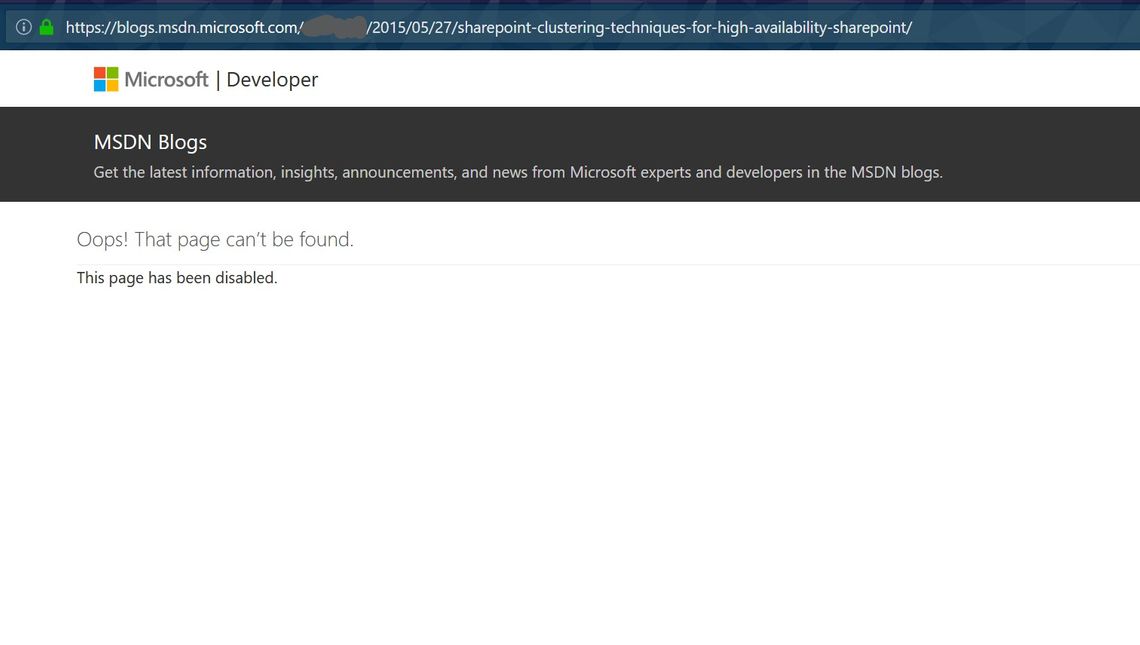 https://blogs.msdn.microsoft.com/ /2015/05/27/sharepoint-clustering-techniques-for-high-availability-sharepoint/
Microsoft | Developer
MSDN Blogs
Get the latest information, insights, announcements, and news from Microsoft experts and developers in the MSDN blogs.
Oops! That page can’t be found.
This page has been disabled.